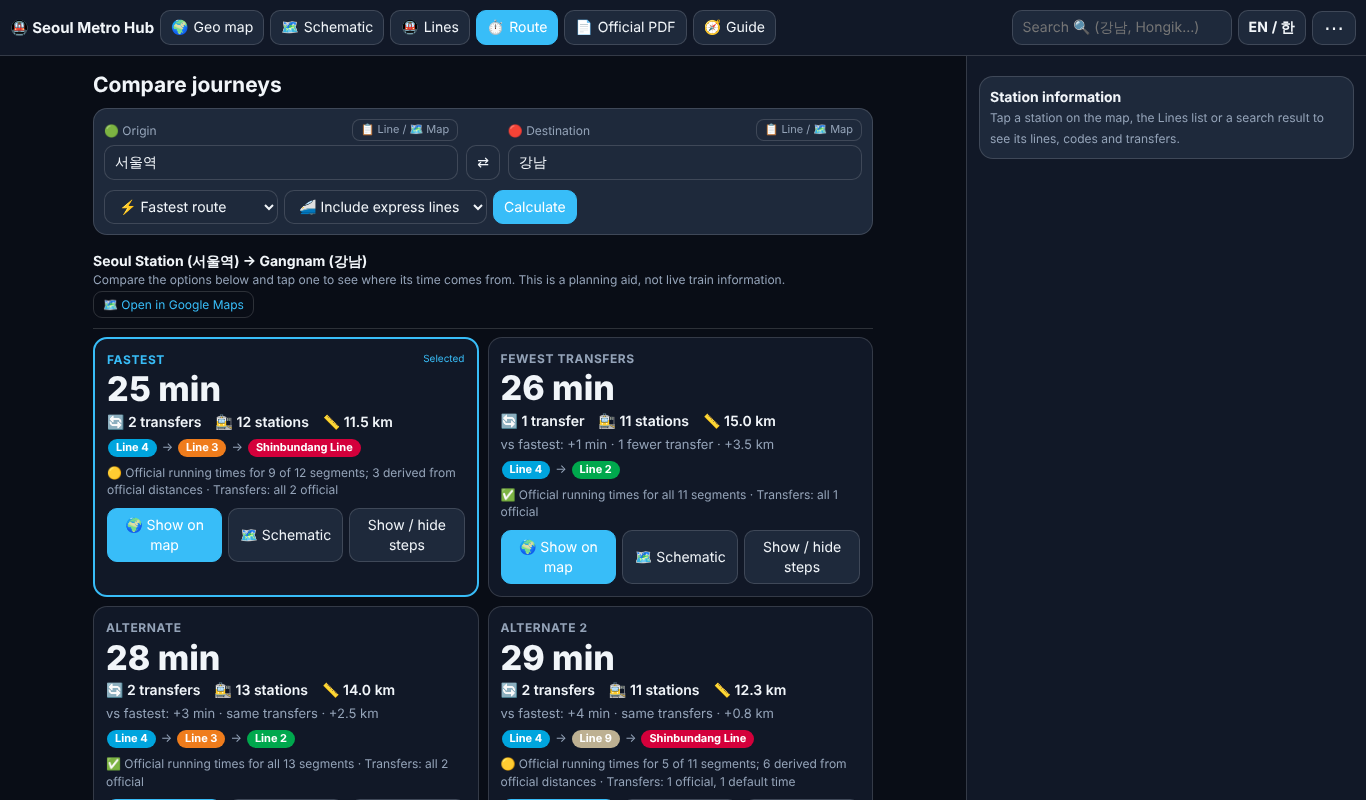 🚇 Seoul Metro Hub 🌍 Geo map 🗺️ Schematic 🚇 Lines ⏱️ Route 📄 Official PDF 🧭 Guide Search 🔍 (강남, Hongik...) EN / 한 ⋯
Compare journeys
🟢 Origin 📋 Line / 🗺️ Map 🔴 Destination 📋 Line / 🗺️ Map
서울역 ⇄ 강남
⚡ Fastest route 🚄 Include express lines Calculate
Seoul Station (서울역) → Gangnam (강남)
Compare the options below and tap one to see where its time comes from. This is a planning aid, not live train information.
🗺️ Open in Google Maps
FASTEST Selected
25 min
🔄 2 transfers 🚉 12 stations 📏 11.5 km
Line 4 → Line 3 → Shinbundang Line
🟡 Official running times for 9 of 12 segments; 3 derived from
official distances · Transfers: all 2 official
🌍 Show on
map
🗺️ Schematic
Show / hide
steps
FEWEST TRANSFERS
26 min
🔄 1 transfer 🚉 11 stations 📏 15.0 km
vs fastest: +1 min · 1 fewer transfer · +3.5 km
Line 4 → Line 2
✅ Official running times for all 11 segments · Transfers: all 1
official
🌍 Show on
map
🗺️ Schematic
Show / hide
steps
ALTERNATE
28 min
🔄 2 transfers 🚉 13 stations 📏 14.0 km
vs fastest: +3 min · same transfers · +2.5 km
Line 4 → Line 3 → Line 2
✅ Official running times for all 13 segments · Transfers: all 2
official
ALTERNATE 2
29 min
🔄 2 transfers 🚉 11 stations 📏 12.3 km
vs fastest: +4 min · same transfers · +0.8 km
Line 4 → Line 9 → Shinbundang Line
🟡 Official running times for 5 of 11 segments; 6 derived from
official distances · Transfers: 1 official, 1 default time
Station information
Tap a station on the map, the Lines list or a search result to
see its lines, codes and transfers.